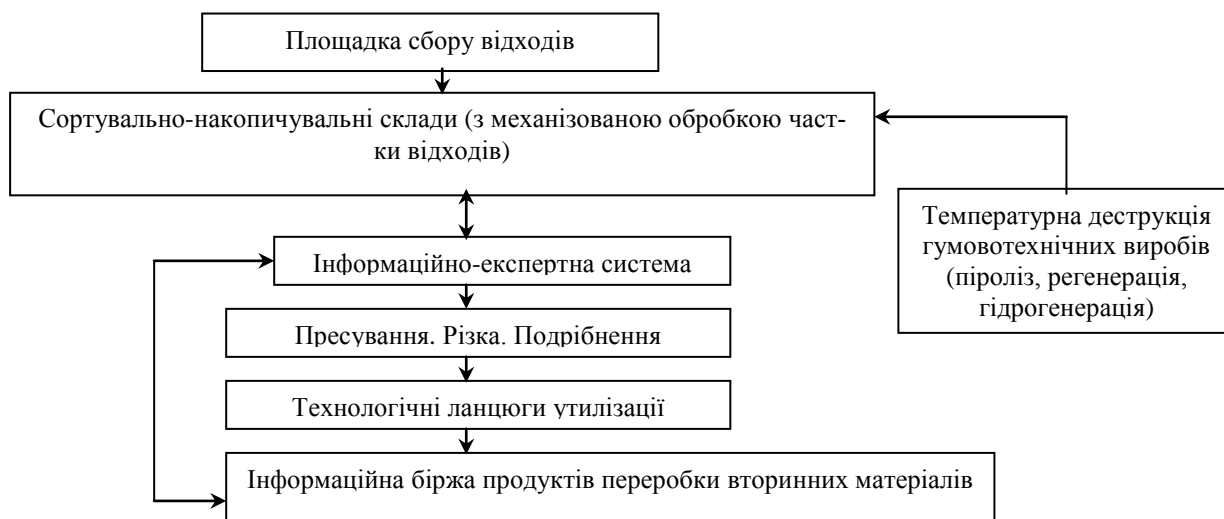 Площадка сбору відходів
Сортувально-накопичувальні склади (з механізованою обробкою част-
ки відходів)
Температурна деструкція
гумовотехнічних виробів
(піроліз, регенерація,
гідрогенерація)
Інформаційно-експертна система
Пресування. Різка. Подрібнення
Технологічні ланцюги утилізації
Інформаційна біржа продуктів переробки вторинних матеріалів